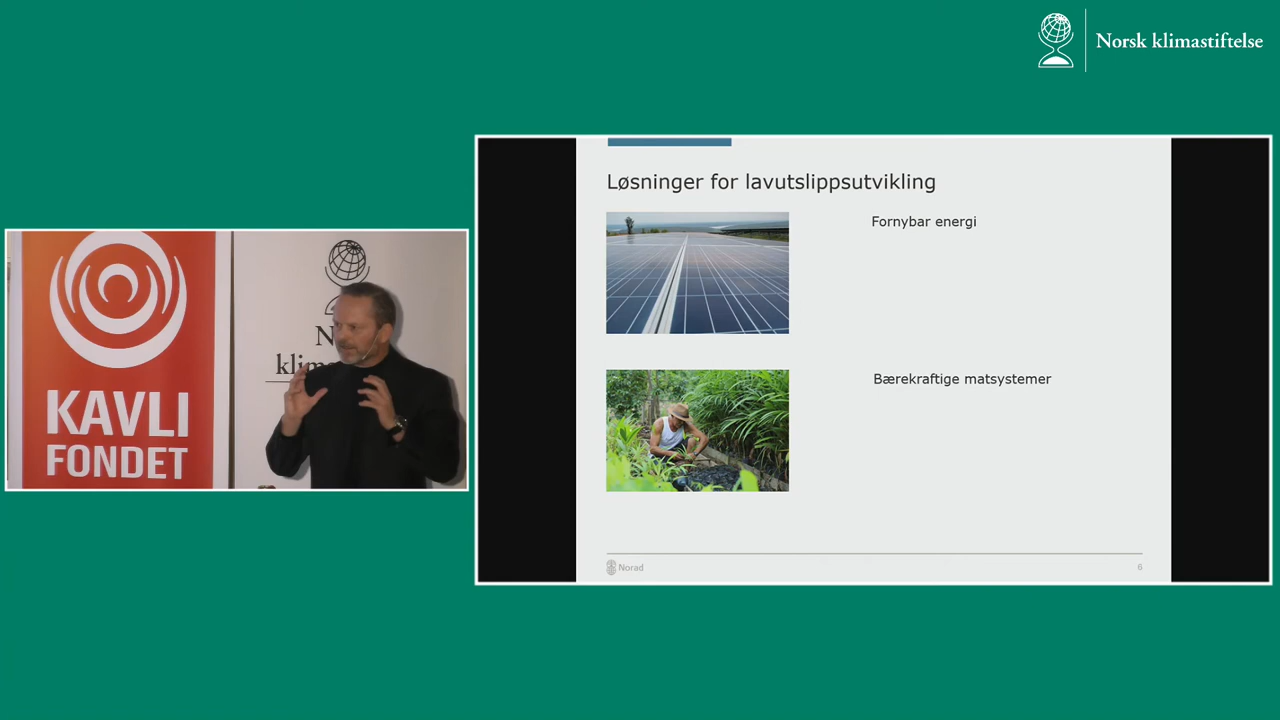 Norsk klimastiftelse
Løsninger for lavutslippsutvikling
Fornybar energi
Bærekraftige matsystemer
Norad
6
KAVLI
FONDET